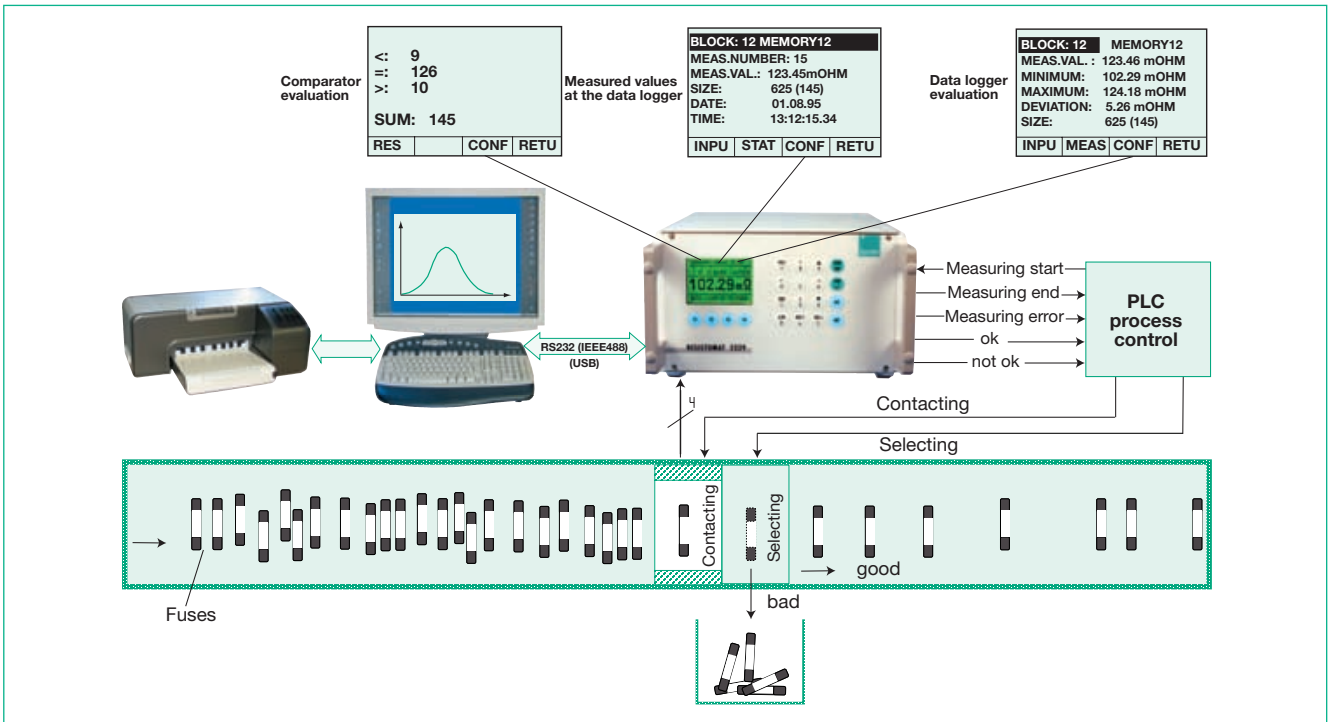 Comparator
evaluation
<: 9
=: 126
>: 10
SUM: 145
RES CONF RETU
Measured values
at the data logger
BLOCK: 12 MEMORY12
MEAS.NUMBER: 15
MEAS.VAL.: 123.45mOHM
SIZE: 625 (145)
DATE: 01.08.95
TIME: 13:12:15.34
INPU STAT CONF RETU
Data logger
evaluation
BLOCK: 12 MEMORY12
MEAS.VAL. : 123.46 mOHM
MINIMUM: 102.29 mOHM
MAXIMUM: 124.18 mOHM
DEVIATION: 5.26 mOHM
SIZE: 625 (145)
INPU MEAS CONF RETU
RS232 (IEEE488)
(USB)
102.29mΩ
RESISTOMAT
Measuring start
Measuring end
Measuring error
ok
not ok
PLC
process
control
4
Contacting
Selecting
Contacting
Selecting
good
bad
Fuses